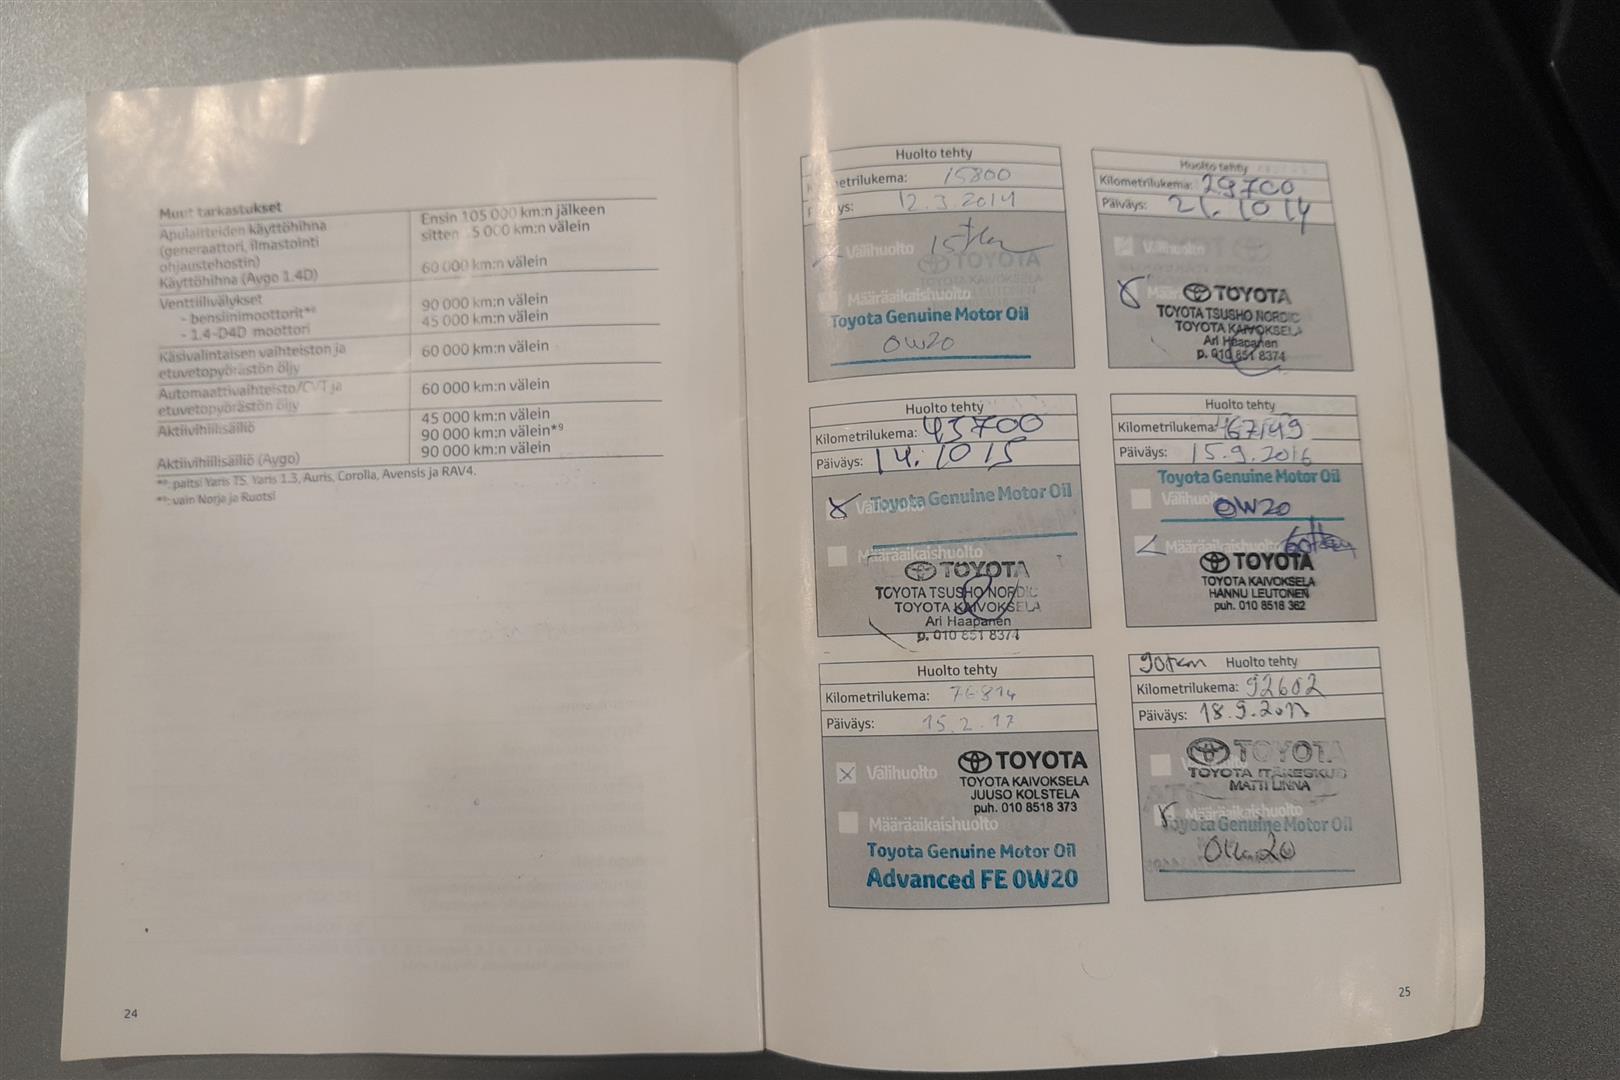 Muut tarkastukset
Apulaitteiden käyttöhihna
(generaattori, ilmastointi
ohjaustehostin)
Käyttöhihna (Aygo 1.4D)
Ensin 105 000 km:n jälkeen
sitten 5 000 km:n välein
60 000 km:n välein
Venttiilivälykset
- bensiinimoottorit*⁸
- 1.4-D4D moottori
90 000 km:n välein
45 000 km:n välein
Käsivalintaisen vaihteiston ja
etuvetopyörästön öljy
60 000 km:n välein
Automaattivaihteisto/CVT ja
etuvetopyörästön öljy
60 000 km:n välein
Aktiivihiilisäiliö
Aktiivihiilisäiliö (Aygo)
45 000 km:n välein
90 000 km:n välein*⁹
90 000 km:n välein
*⁸: paitsi Yaris TS, Yaris 1.3, Auris, Corolla, Avensis ja RAV4.
*⁹: vain Norja ja Ruotsi
24
Huolto tehty
Kilometrilukema: 15800
Päiväys: 12.3.2014
Välihuolto
15tkm
TOYOTA
TOYOTA KAIVOKSELA
Määräaikaishuolto
Toyota Genuine Motor Oil
0W20
Huolto tehty
Kilometrilukema: 29700
Päiväys: 21.10 14
Välihuolto
TOYOTA
TOYOTA TSUSHO NORDIC
TOYOTA KAIVOKSELA
Ari Haapanen
p. 010 851 8374
Huolto tehty
Kilometrilukema: 43700
Päiväys: 14.10 15
Välihuolto
Toyota Genuine Motor Oil
Määräaikaishuolto
TOYOTA
TOYOTA TSUSHO NORDIC
TOYOTA KAIVOKSELA
Ari Haapanen
p. 010 851 8374
Huolto tehty
Kilometrilukema:
Päiväys: 15.9.2016
Toyota Genuine Motor Oil
Välihuolto
0W20
Määräaikaishuolto
TOYOTA
TOYOTA KAIVOKSELA
HANNU LEUTONEN
puh. 010 8518 362
Huolto tehty
Kilometrilukema: 76814
Päiväys: 15.2.17
Välihuolto
TOYOTA
TOYOTA KAIVOKSELA
JUUSO KOLSTELA
puh. 010 8518 373
Määräaikaishuolto
Toyota Genuine Motor Oil
Advanced FE 0W20
90tkm Huolto tehty
Kilometrilukema: 92602
Päiväys: 18.9.2017
TOYOTA
TOYOTA ITÄKESKUS
MATTI LINNA
Määräaikaishuolto
Toyota Genuine Motor Oil
25